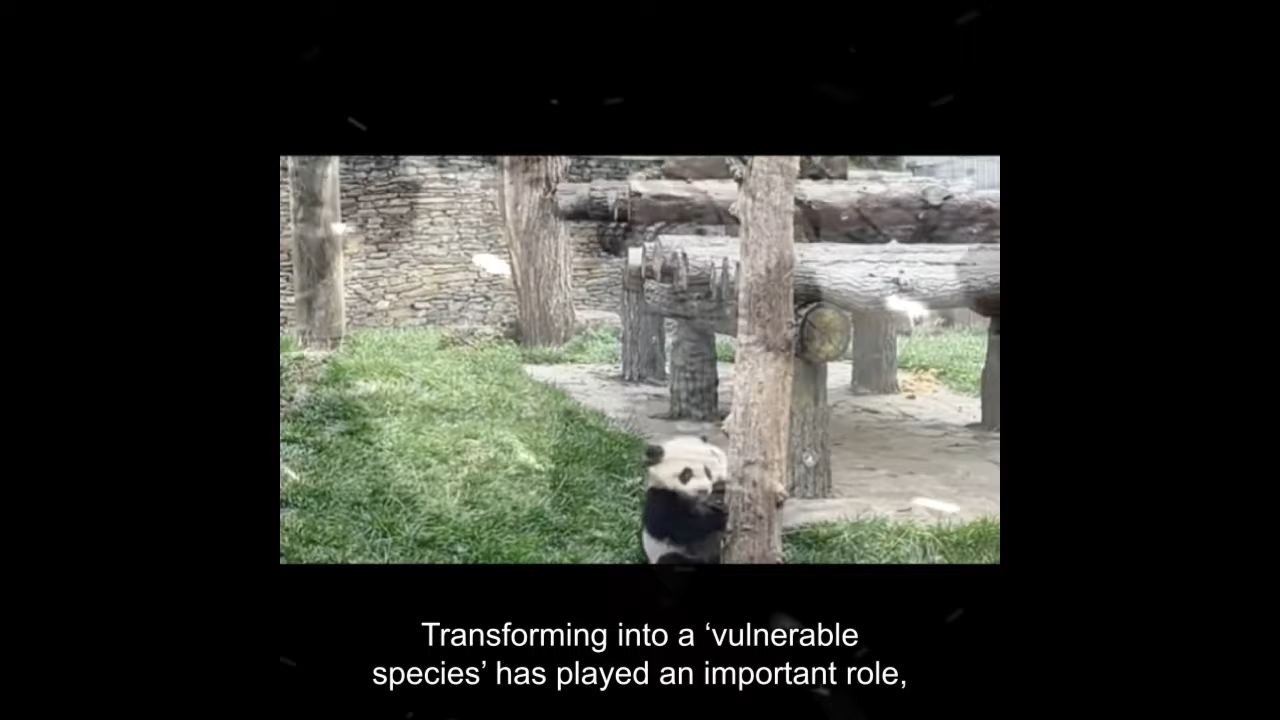 Transforming into a ‘vulnerable
species’ has played an important role,